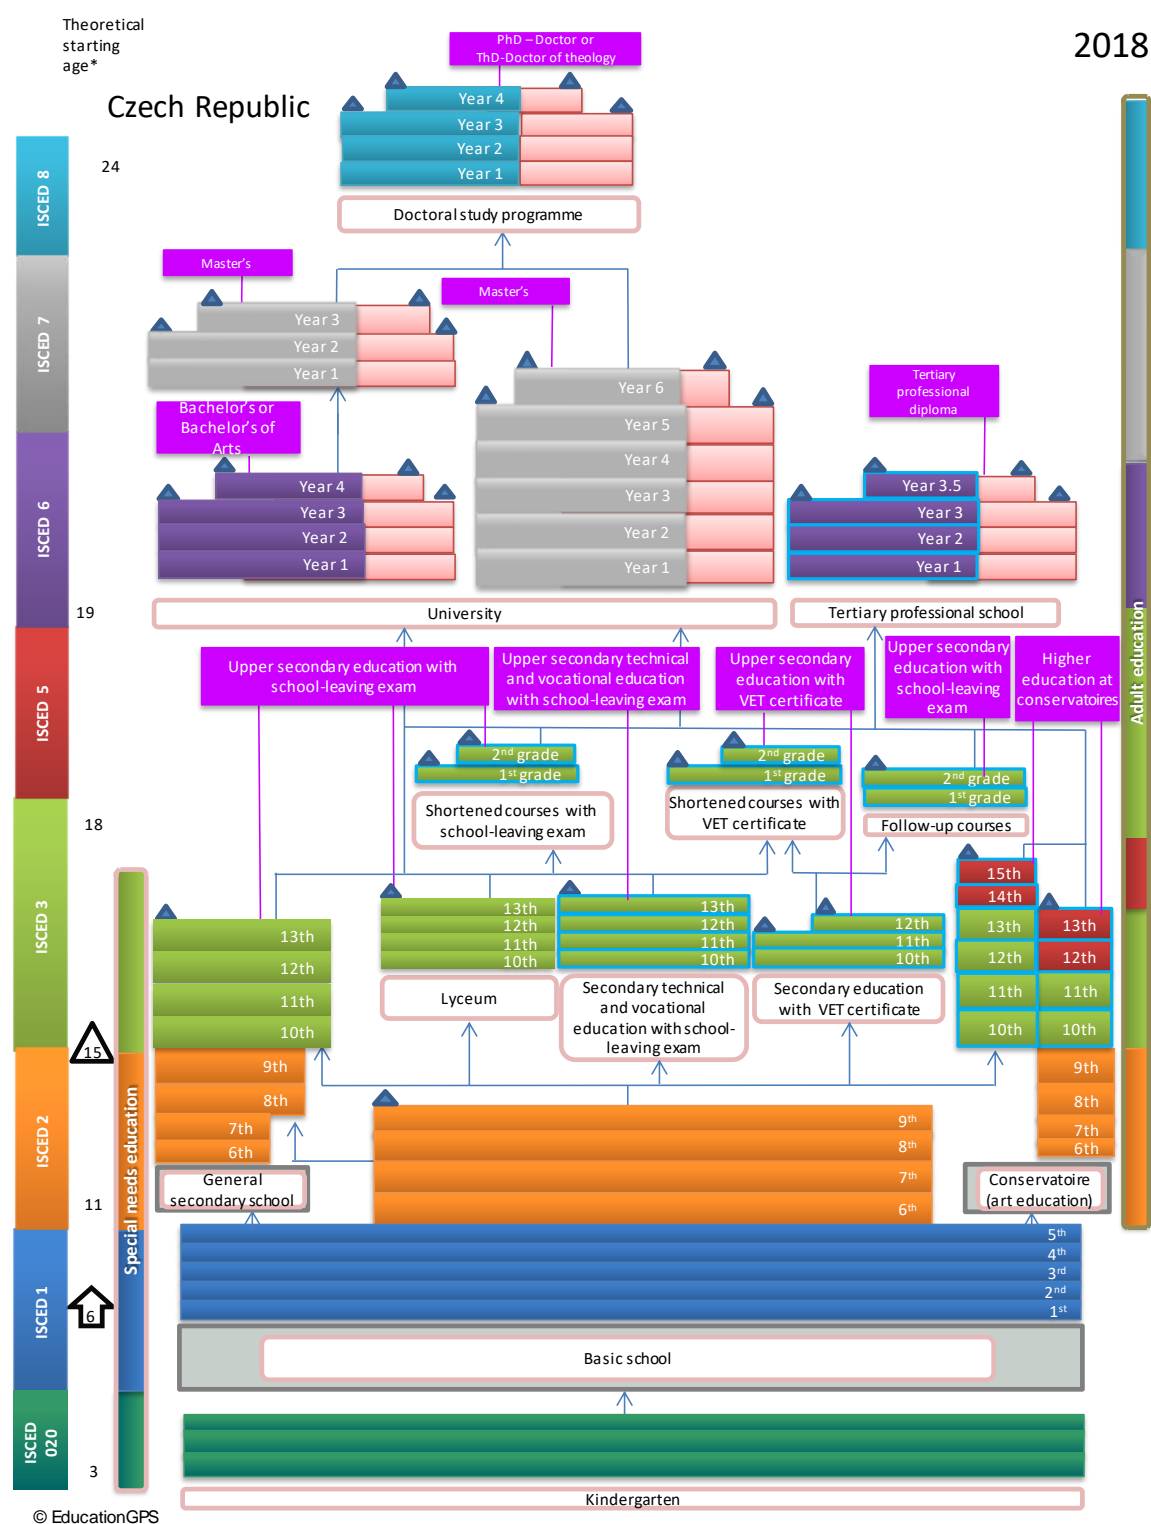 Theoretical
starting
age*
2018
Czech Republic
PhD – Doctor or
ThD-Doctor of theology
Year 4
Year 3
Year 2
Year 1
24
ISCED 8
Doctoral study programme
Master's
Master's
Year 3
Year 2
Year 1
ISCED 7
Year 6
Year 5
Year 4
Year 3
Year 2
Year 1
Tertiary
professional
diploma
Bachelor's or
Bachelor's of
Arts
Year 4
Year 3
Year 2
Year 1
Year 3.5
Year 3
Year 2
Year 1
ISCED 6
19
University
Tertiary professional school
Adult education
Upper secondary education with
school-leaving exam
Upper secondary technical
and vocational education
with school-leaving exam
Upper secondary
education with
VET certificate
Upper secondary
education with
school-leaving
exam
Higher
education at
conservatoires
ISCED 5
2nd grade
1st grade
2nd grade
1st grade
2nd grade
1st grade
Shortened courses with
school-leaving exam
Shortened courses with
VET certificate
Follow-up courses
18
ISCED 3
13th
12th
11th
10th
13th
12th
11th
10th
13th
12th
11th
10th
12th
11th
10th
15th
14th
13th
12th
11th
10th
13th
12th
11th
10th
Lyceum
Secondary technical
and vocational
education with school-
leaving exam
Secondary education
with VET certificate
15
ISCED 2
9th
8th
7th
6th
9th
8th
7th
6th
9th
8th
7th
6th
General
secondary school
Conservatoire
(art education)
11
Special needs education
ISCED 1
6
5th
4th
3rd
2nd
1st
Basic school
ISCED
020
3
Kindergarten
© EducationGPS